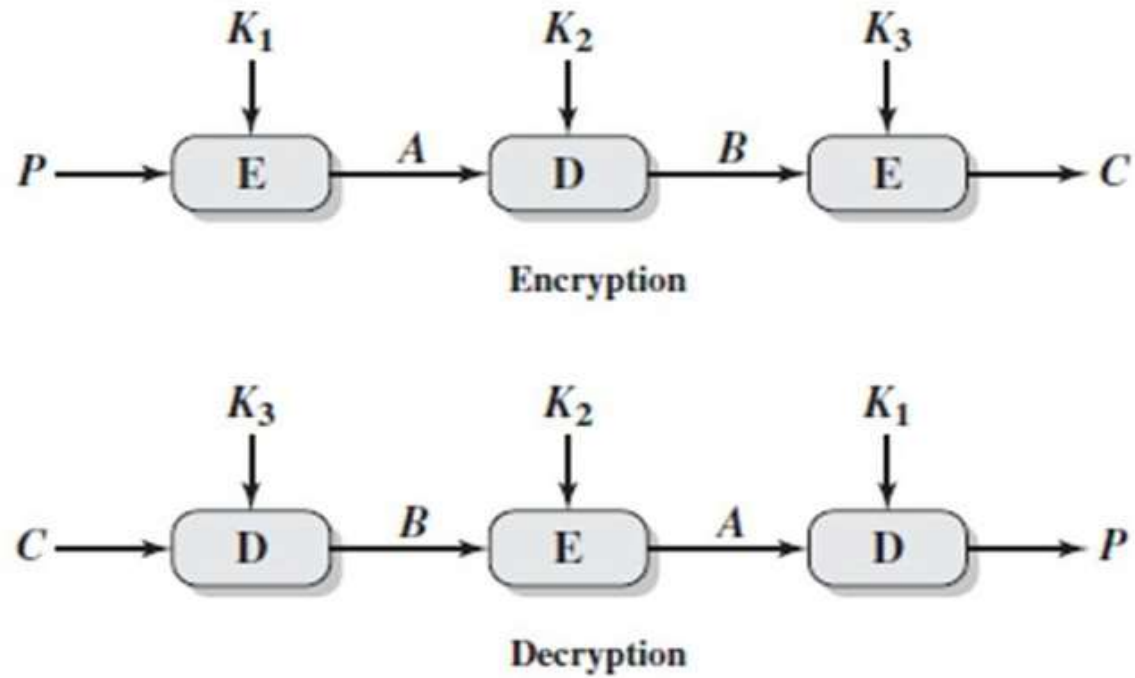 K1 K2 K3
P E A D B E C
Encryption
K3 K2 K1
C D B E A D P
Decryption